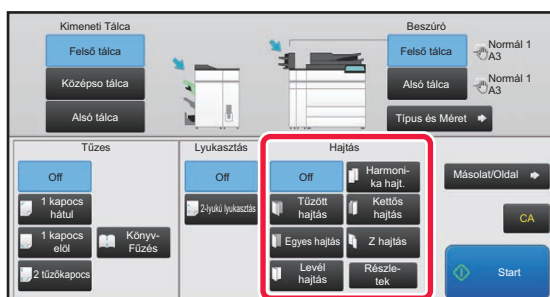 Kimeneti Tálca
Beszúró
Felső tálca
Középso tálca
Alsó tálca
Felső tálca
Normál 1
A3
Alsó tálca
Normál 1
A3
Típus és Méret
Tűzes
Lyukasztás
Hajtás
Off
1 kapocs
hátul
1 kapocs
elöl
Könyv-
Fűzés
2 tűzőkapocs
Off
2-lyukú lyukasztás
Off
Harmoni-
ka hajt.
Tűzött
hajtás
Kettős
hajtás
Egyes hajtás
Z hajtás
Levél
hajtás
Részle-
tek
Másolat/Oldal
CA
Start